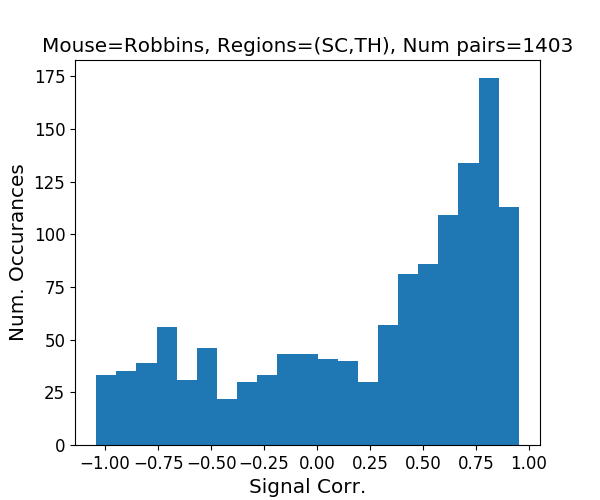 Mouse=Robbins, Regions=(SC,TH), Num pairs=1403
175
150
125
100
75
50
25
0
Num. Occurances
−1.00 −0.75 −0.50 −0.25 0.00 0.25 0.50 0.75 1.00
Signal Corr.